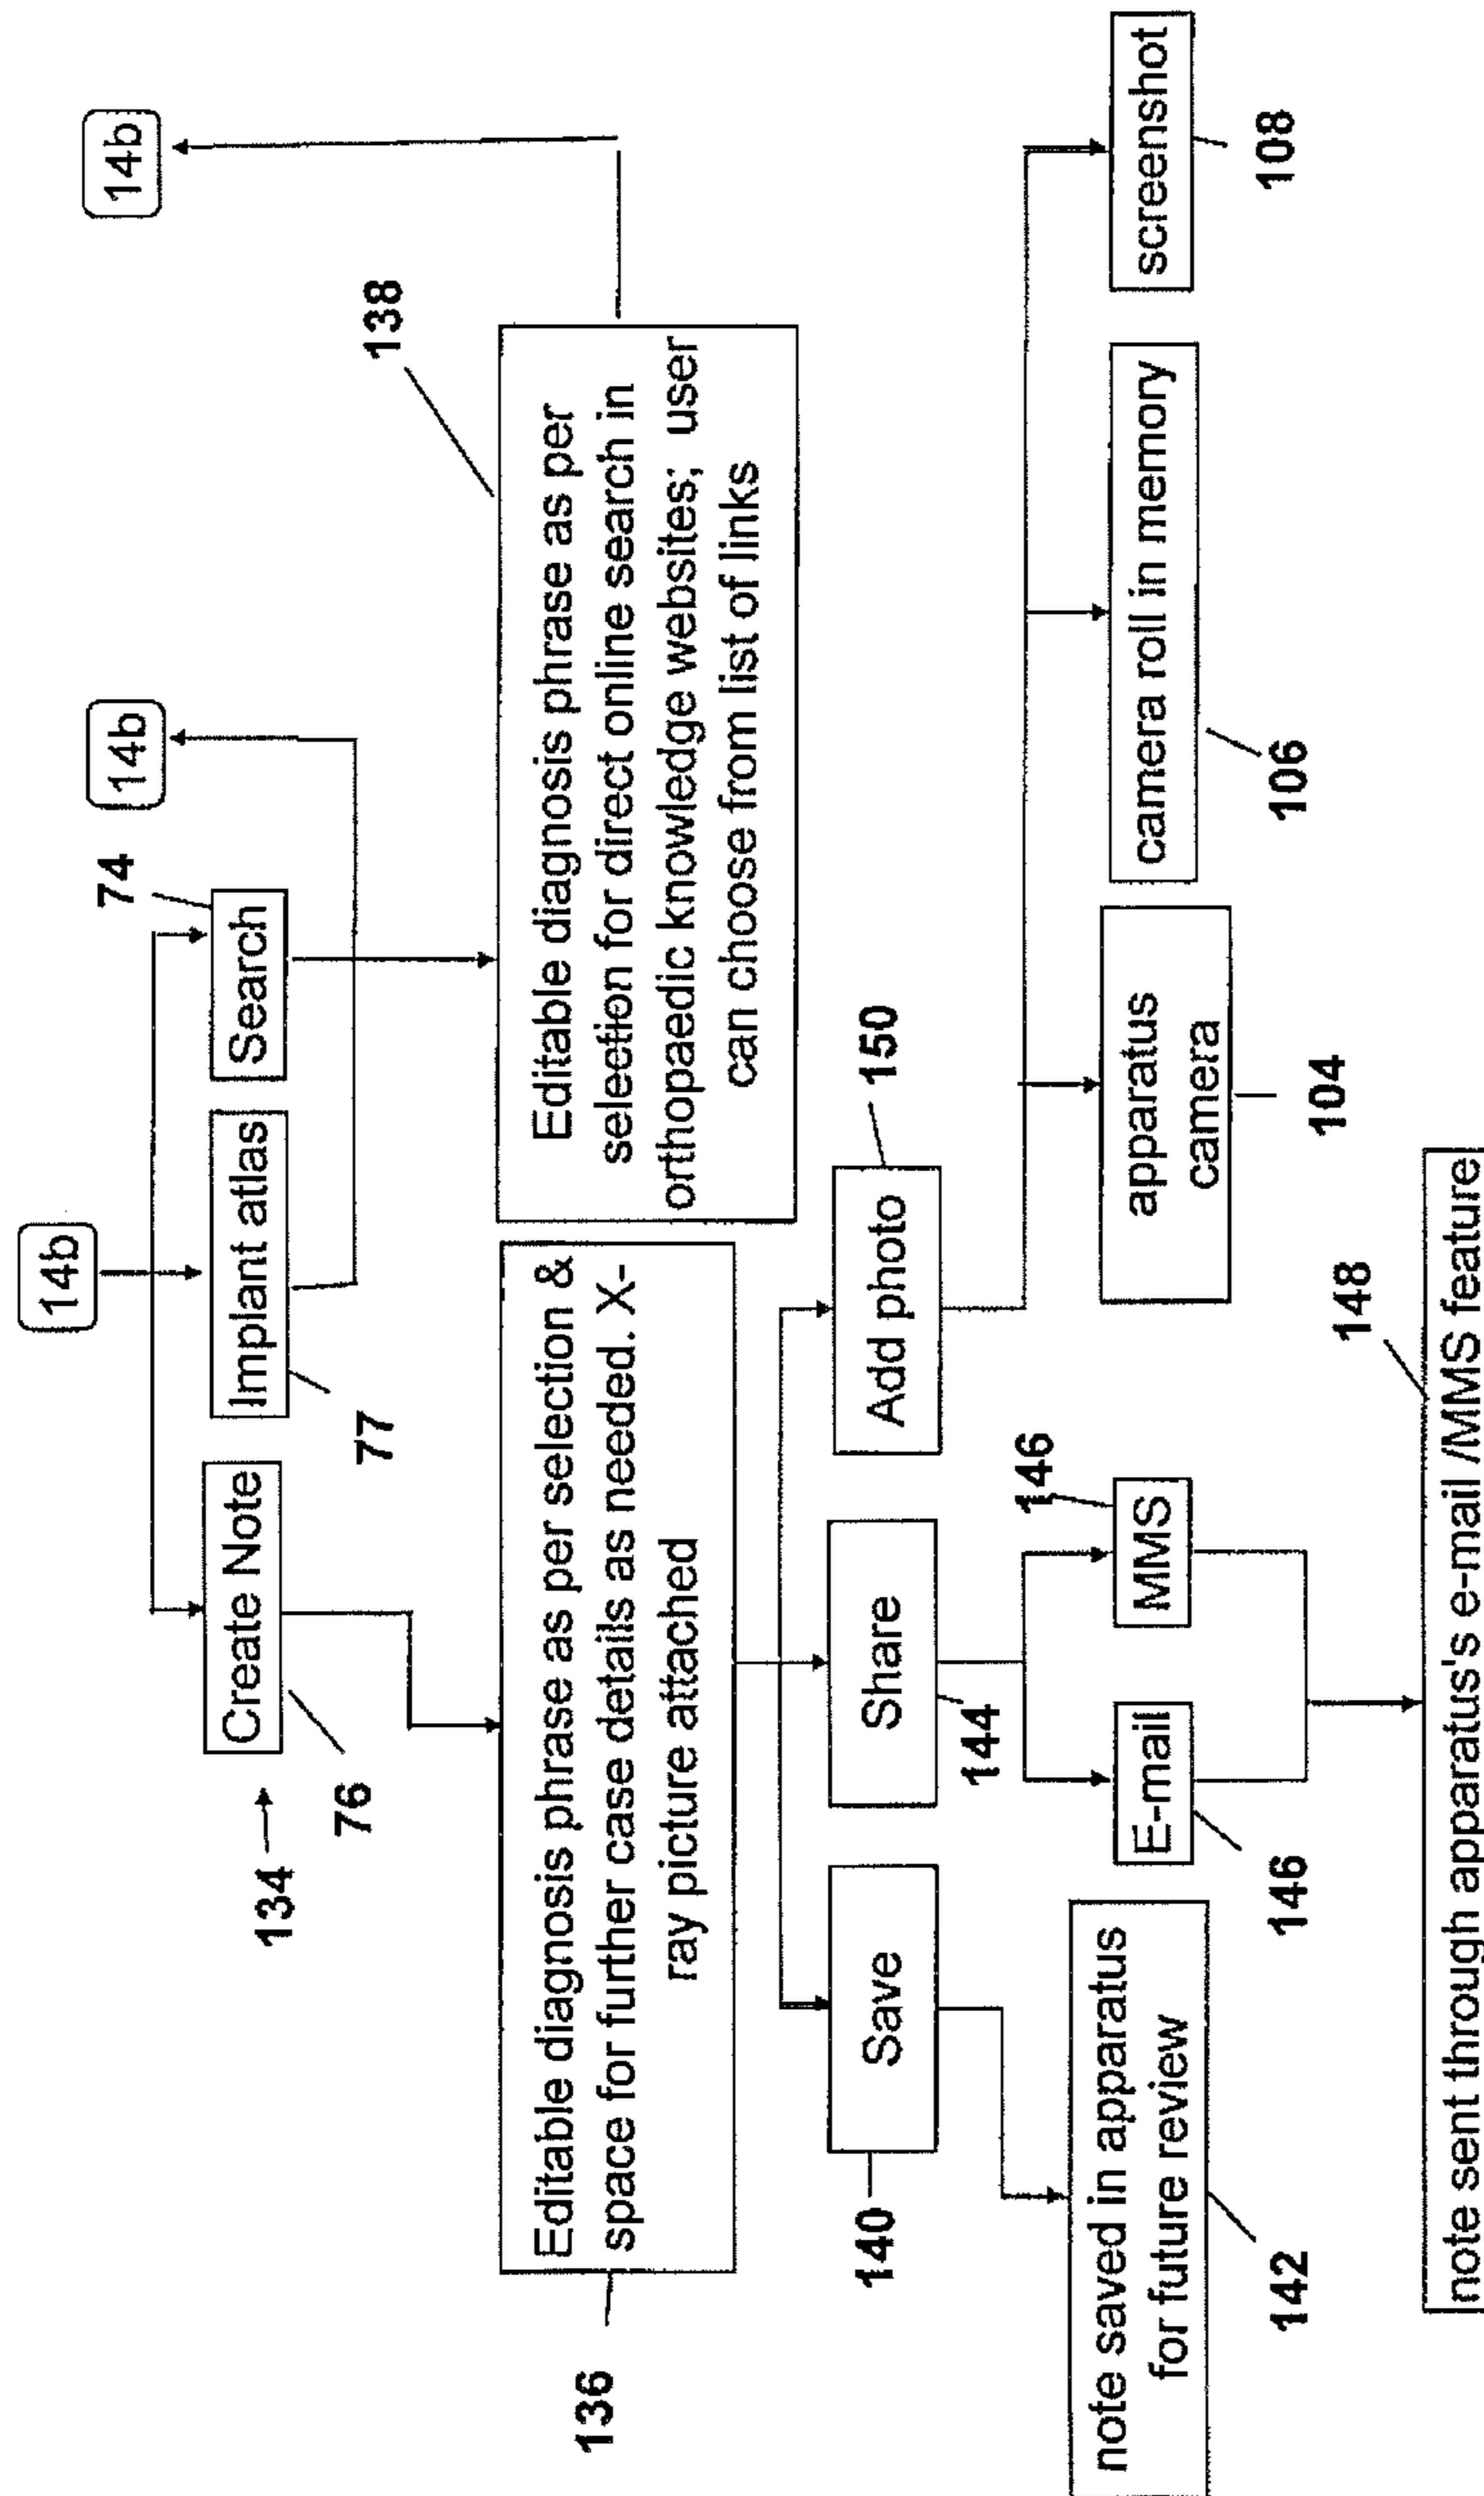 14b
14b
14b
74
Create Note
Implant atlas
Search
134
76
77
138
Editable diagnosis phrase as per selection &
space for further case details as needed. X-
ray picture attached
136
Editable diagnosis phrase as per
selection for direct online search in
orthopaedic knowledge websites; user
can choose from list of links
Save
Share
Add photo
140
144
150
note saved in apparatus
for future review
142
E-mail
MMS
146
146
apparatus
camera
camera roll in memory
screenshot
104
106
108
148
note sent through apparatus's e-mail /MMS feature